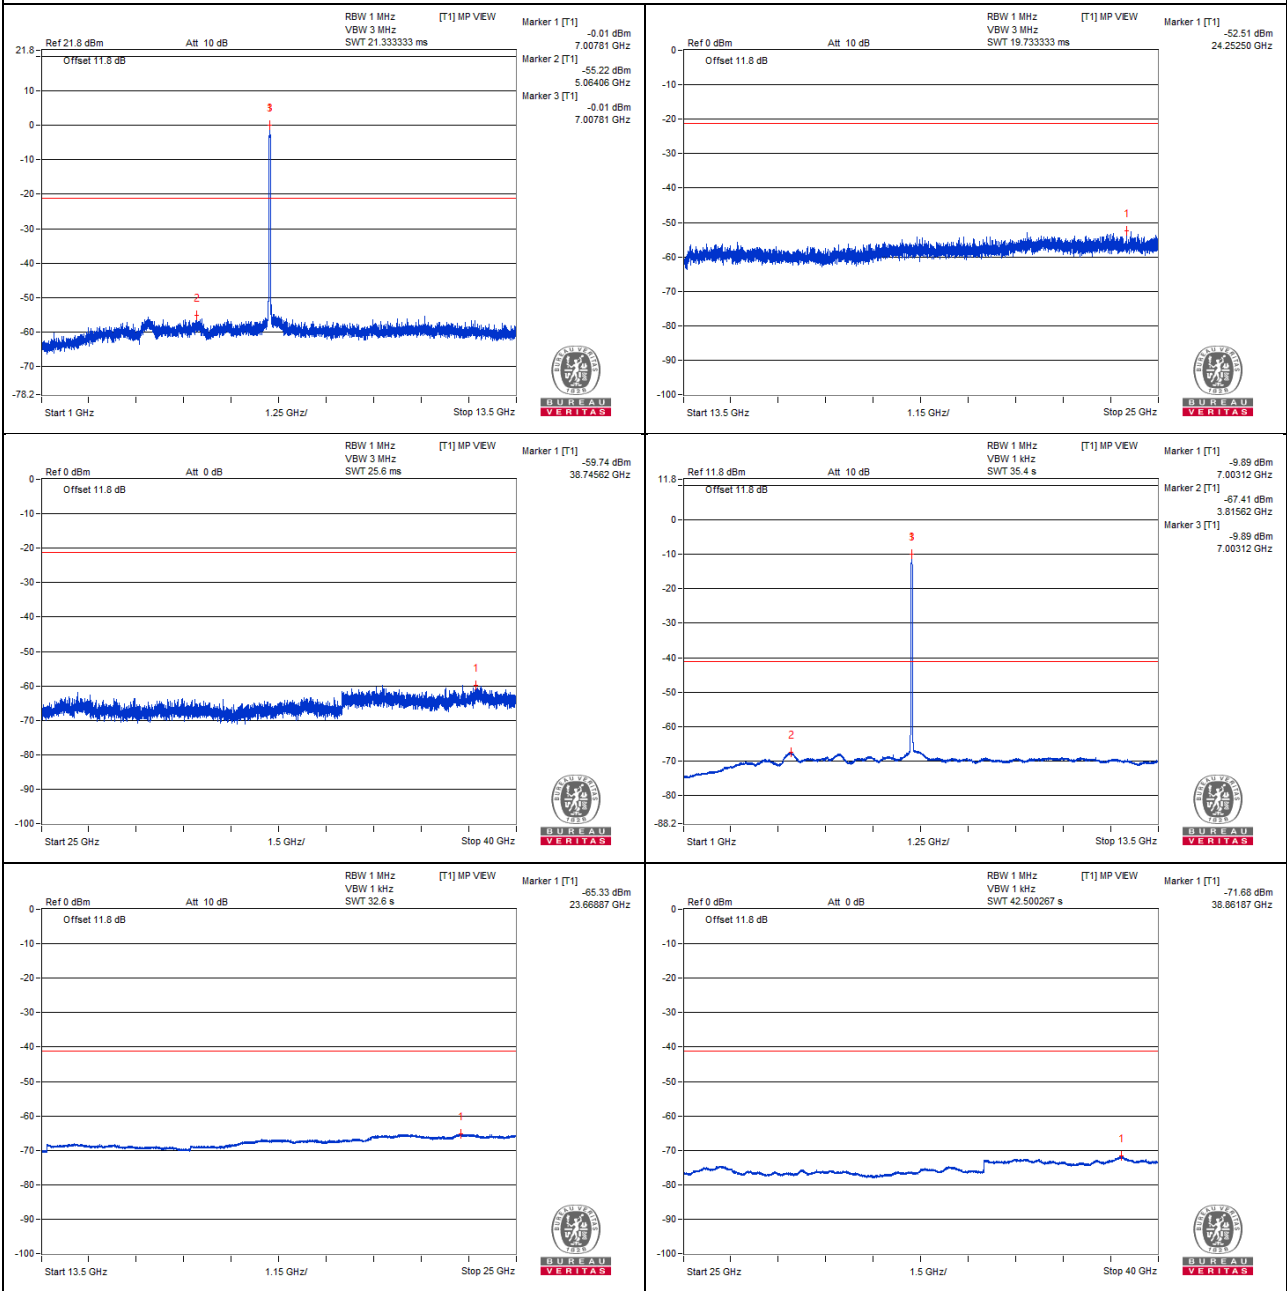 RBW 1 MHz [T1] MP VIEW
VBW 3 MHz
Ref 21.8 dBm Att 10 dB SWT 21.333333 ms
Marker 1 [T1]
-0.01 dBm
7.00781 GHz
Marker 2 [T1]
-55.22 dBm
5.06406 GHz
Marker 3 [T1]
-0.01 dBm
7.00781 GHz
21.8
Offset 11.8 dB
10
0
-10
-20
-30
-40
-50
-60
-70
-78.2
3
2
Start 1 GHz 1.25 GHz/ Stop 13.5 GHz
BUREAU VERITAS
1828
BUREAU
VERITAS
RBW 1 MHz [T1] MP VIEW
VBW 3 MHz
Ref 0 dBm Att 10 dB SWT 19.733333 ms
Marker 1 [T1]
-52.51 dBm
24.25250 GHz
0
Offset 11.8 dB
-10
-20
-30
-40
-50
-60
-70
-80
-90
-100
1
Start 13.5 GHz 1.15 GHz/ Stop 25 GHz
BUREAU VERITAS
1828
BUREAU
VERITAS
RBW 1 MHz [T1] MP VIEW
VBW 3 MHz
Ref 0 dBm Att 0 dB SWT 25.6 ms
Marker 1 [T1]
-59.74 dBm
38.74562 GHz
0
Offset 11.8 dB
-10
-20
-30
-40
-50
-60
-70
-80
-90
-100
1
Start 25 GHz 1.5 GHz/ Stop 40 GHz
BUREAU VERITAS
1828
BUREAU
VERITAS
RBW 1 MHz [T1] MP VIEW
VBW 1 kHz
Ref 11.8 dBm Att 10 dB SWT 35.4 s
Marker 1 [T1]
-9.89 dBm
7.00312 GHz
Marker 2 [T1]
-67.41 dBm
3.81562 GHz
Marker 3 [T1]
-9.89 dBm
7.00312 GHz
11.8
Offset 11.8 dB
0
-10
-20
-30
-40
-50
-60
-70
-80
-88.2
3
2
Start 1 GHz 1.25 GHz/ Stop 13.5 GHz
BUREAU VERITAS
1828
BUREAU
VERITAS
RBW 1 MHz [T1] MP VIEW
VBW 1 kHz
Ref 0 dBm Att 10 dB SWT 32.6 s
Marker 1 [T1]
-65.33 dBm
23.66887 GHz
0
Offset 11.8 dB
-10
-20
-30
-40
-50
-60
-70
-80
-90
-100
1
Start 13.5 GHz 1.15 GHz/ Stop 25 GHz
BUREAU VERITAS
1828
BUREAU
VERITAS
RBW 1 MHz [T1] MP VIEW
VBW 1 kHz
Ref 0 dBm Att 0 dB SWT 42.500267 s
Marker 1 [T1]
-71.68 dBm
38.86187 GHz
0
Offset 11.8 dB
-10
-20
-30
-40
-50
-60
-70
-80
-90
-100
1
Start 25 GHz 1.5 GHz/ Stop 40 GHz
BUREAU VERITAS
1828
BUREAU
VERITAS